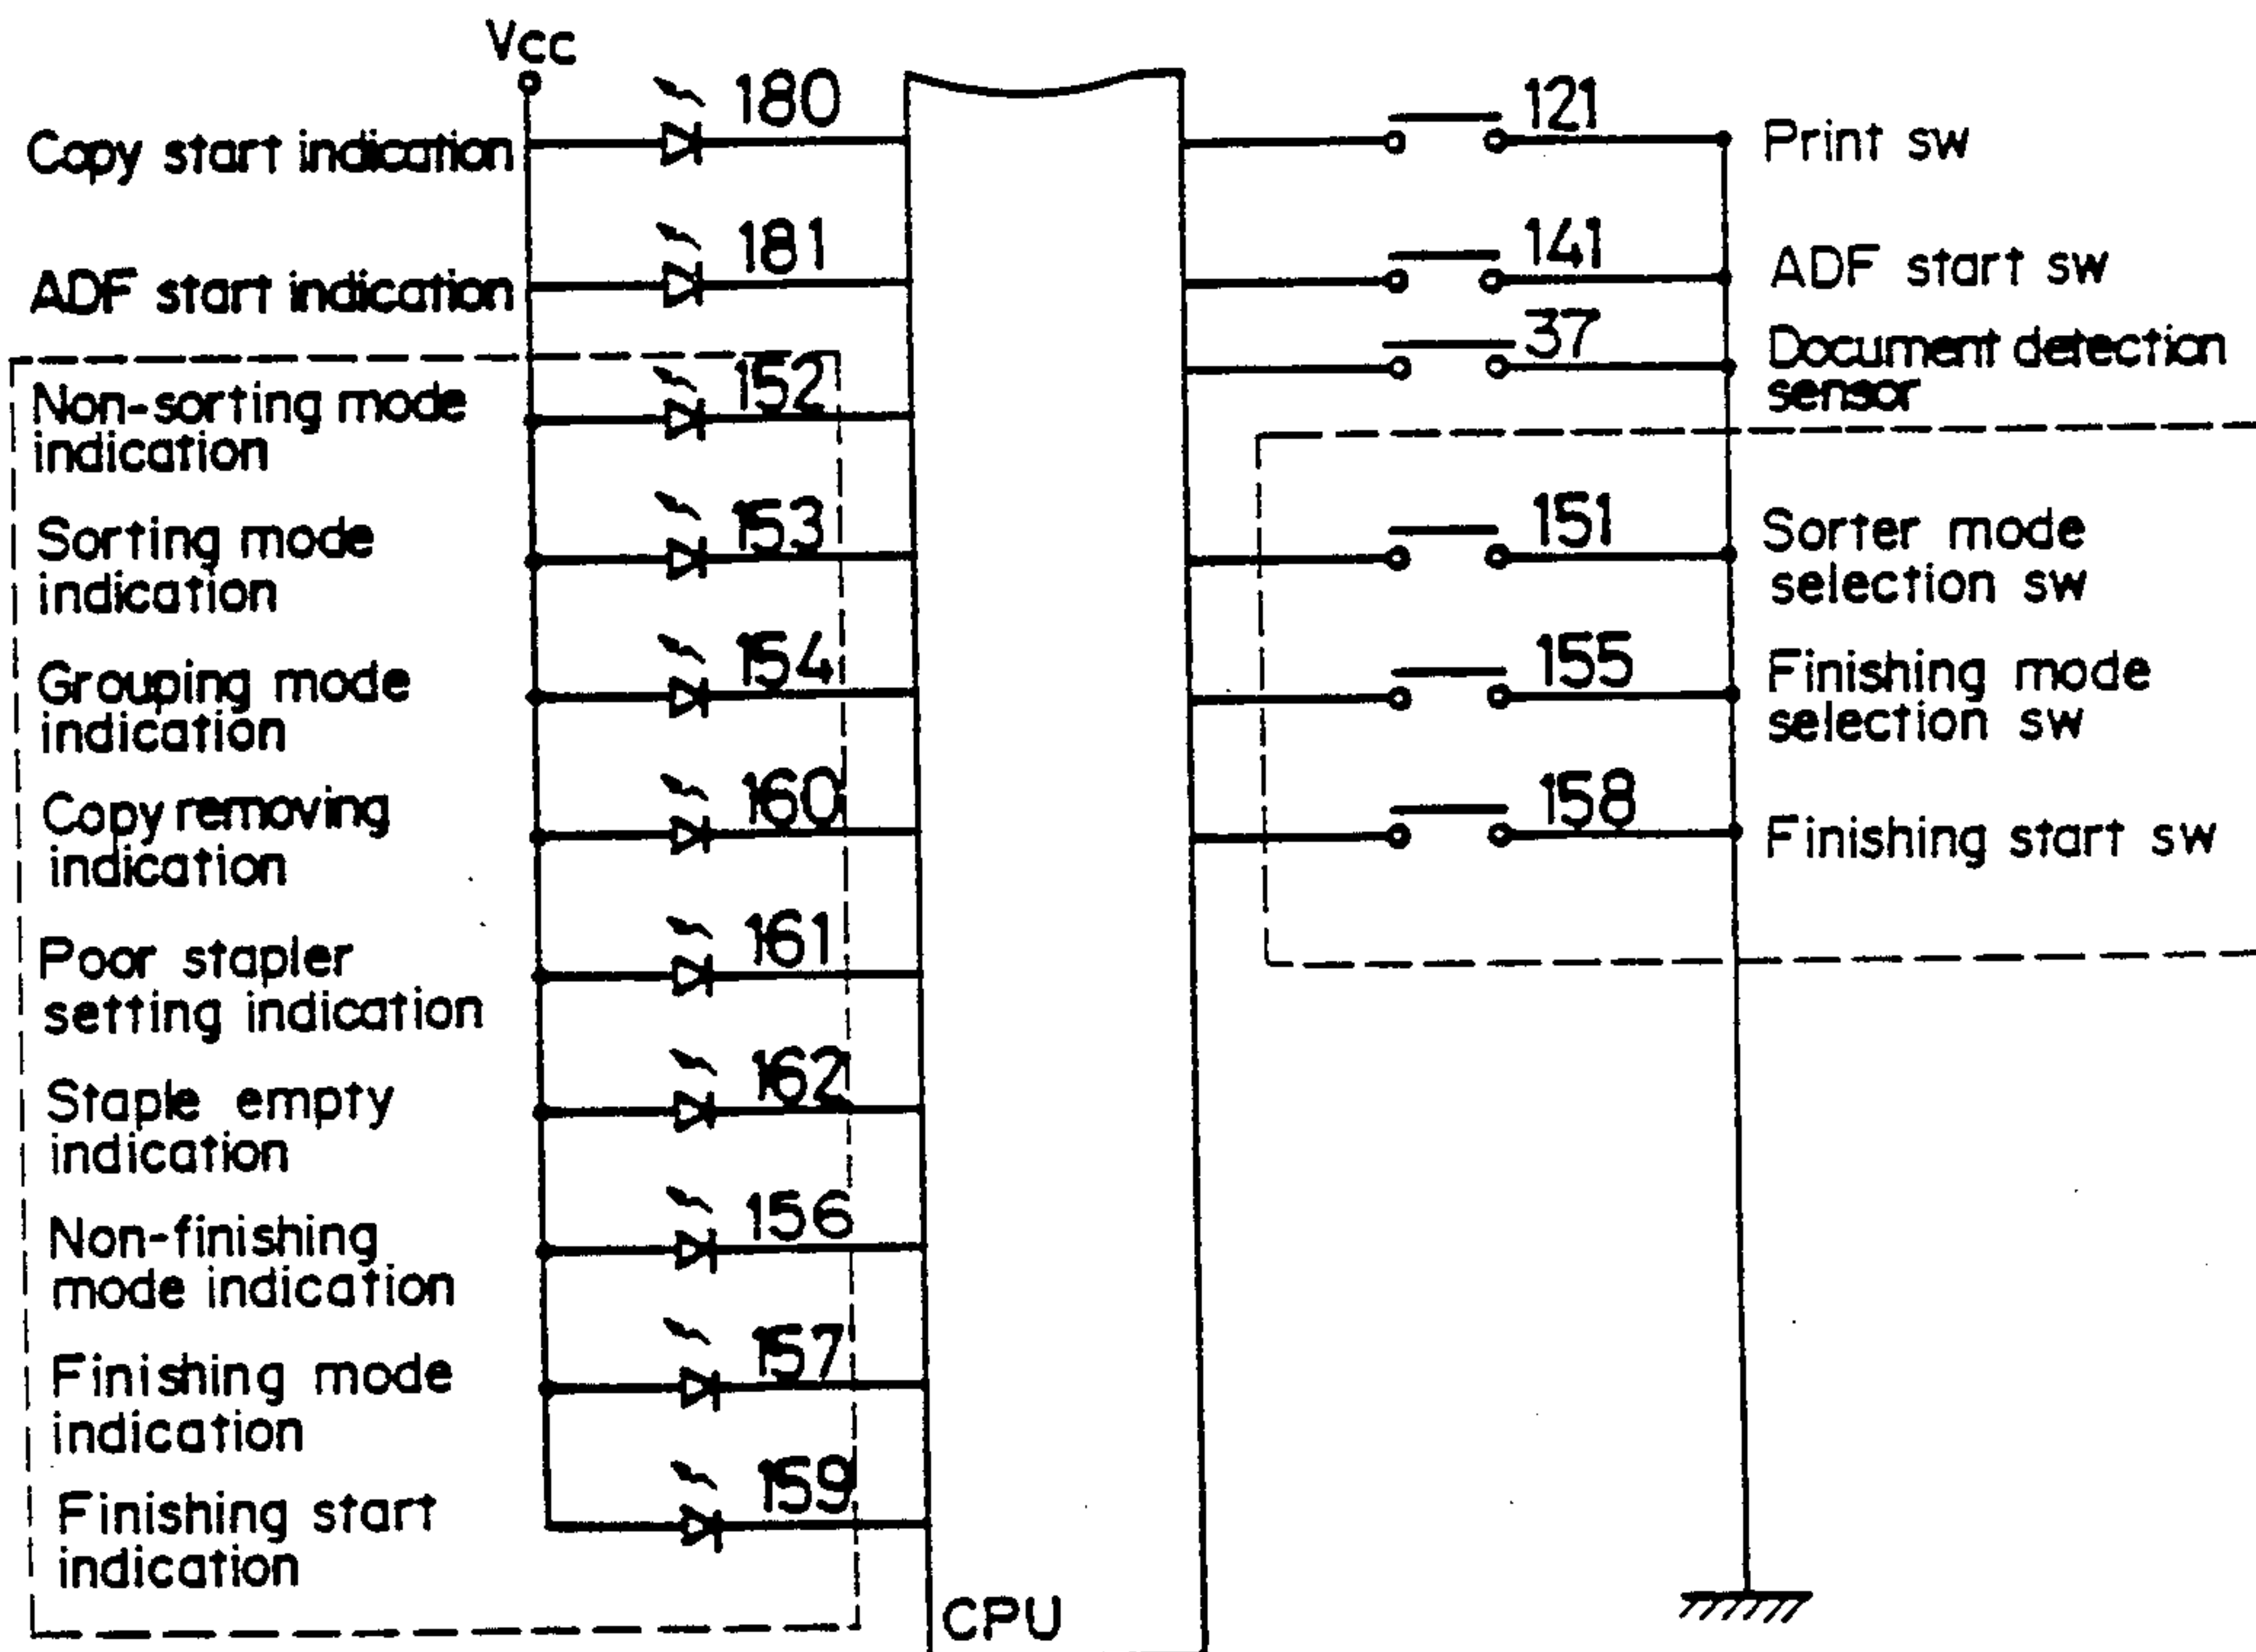 Vcc
Copy start indication
180
121
Print sw
ADF start indication
181
141
ADF start sw
37
Document detection
sensor
Non-sorting mode
indication
152
Sorting mode
indication
153
151
Sorter mode
selection sw
Grouping mode
indication
154
155
Finishing mode
selection sw
Copy removing
indication
160
158
Finishing start sw
Poor stapler
setting indication
161
Staple empty
indication
162
Non-finishing
mode indication
156
Finishing mode
indication
157
Finishing start
indication
159
CPU